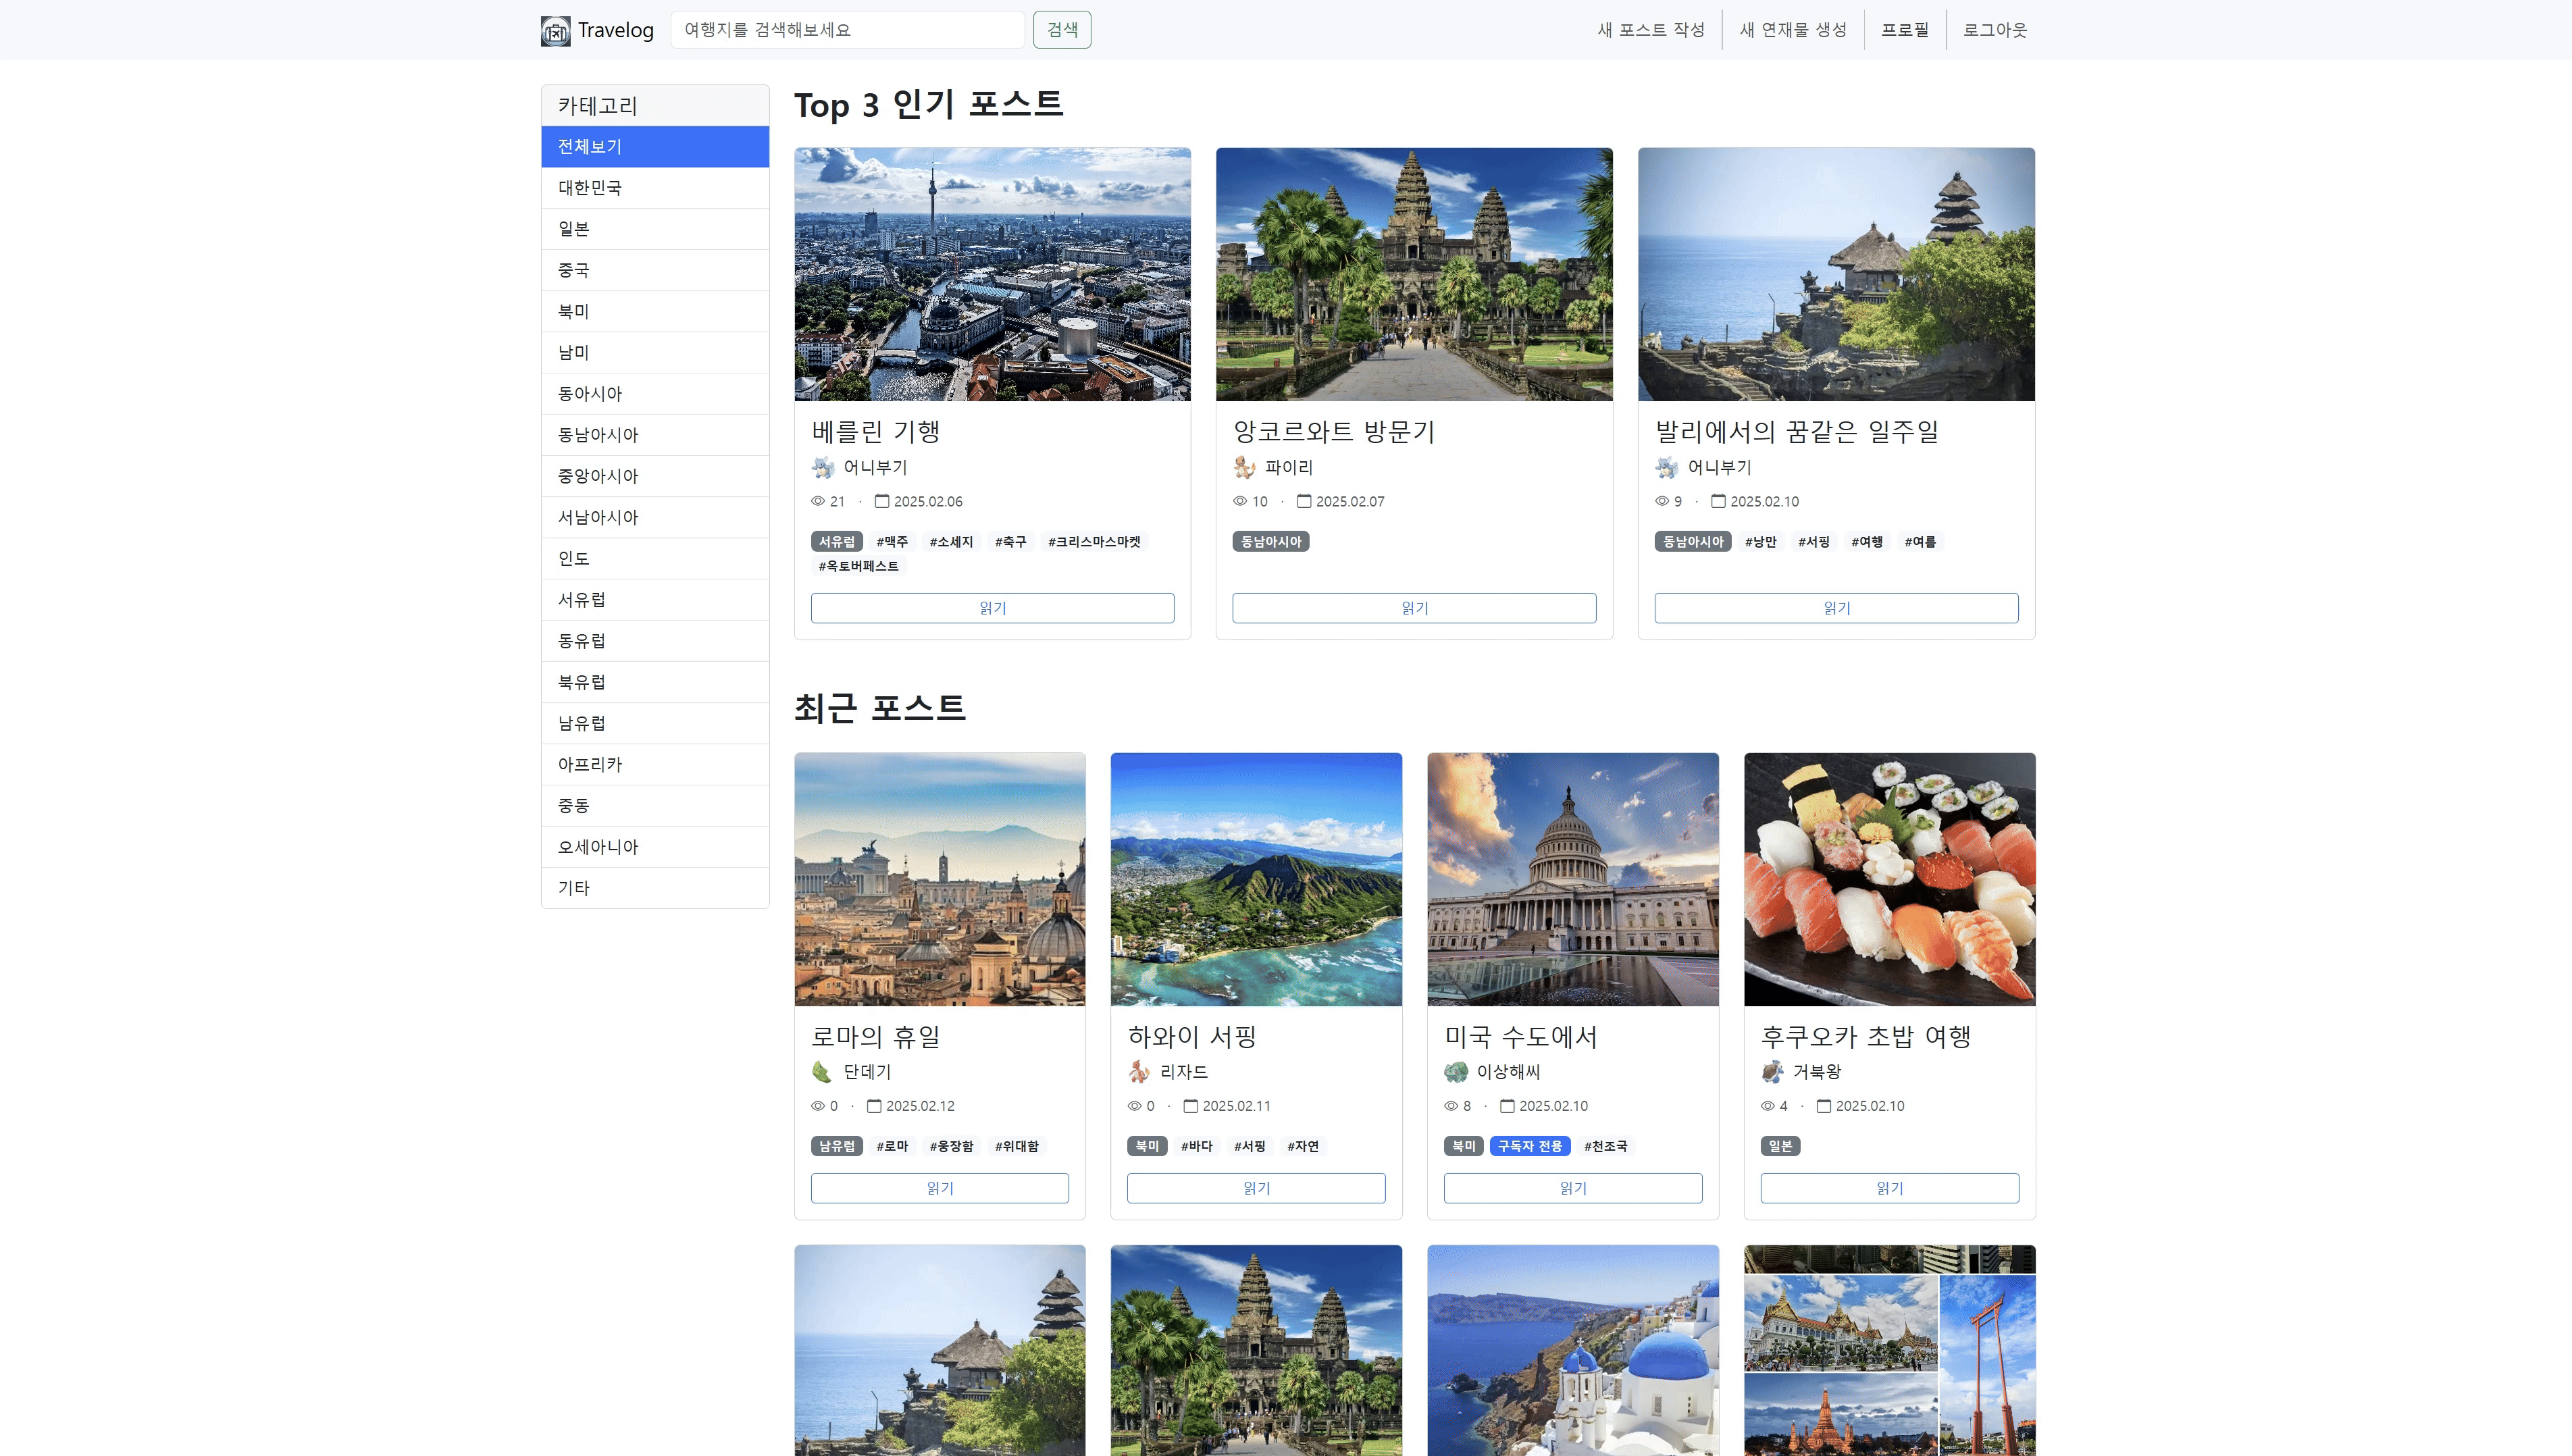 Travelog
여행지를 검색해보세요
검색
새 포스트 작성
새 연재물 생성
프로필
로그아웃
카테고리
전체보기
대한민국
일본
중국
북미
남미
동아시아
동남아시아
중앙아시아
서남아시아
인도
서유럽
동유럽
북유럽
남유럽
아프리카
중동
오세아니아
기타
Top 3 인기 포스트
베를린 기행
어니부기
21 · 2025.02.06
서유럽 #맥주 #소세지 #축구 #크리스마스마켓
#옥토버페스트
읽기
앙코르와트 방문기
파이리
10 · 2025.02.07
동남아시아
읽기
발리에서의 꿈같은 일주일
어니부기
9 · 2025.02.10
동남아시아 #낭만 #서핑 #여행 #여름
읽기
최근 포스트
로마의 휴일
단데기
0 · 2025.02.12
남유럽 #로마 #웅장함 #위대함
읽기
하와이 서핑
리자드
0 · 2025.02.11
북미 #바다 #서핑 #자연
읽기
미국 수도에서
이상해씨
8 · 2025.02.10
북미 구독자 전용 #천조국
읽기
후쿠오카 초밥 여행
거북왕
4 · 2025.02.10
일본
읽기